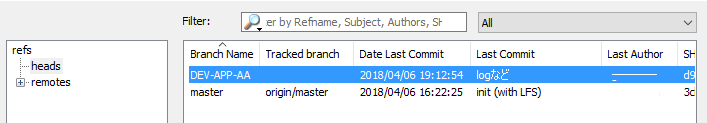 Filter: er by Refname, Subject, Authors, SH All
refs
heads
remotes
Branch Name Tracked branch Date Last Commit Last Commit Last Author SH
DEV-APP-AA 2018/04/06 19:12:54 logなど d9
master origin/master 2018/04/06 16:22:25 init (with LFS) 3c